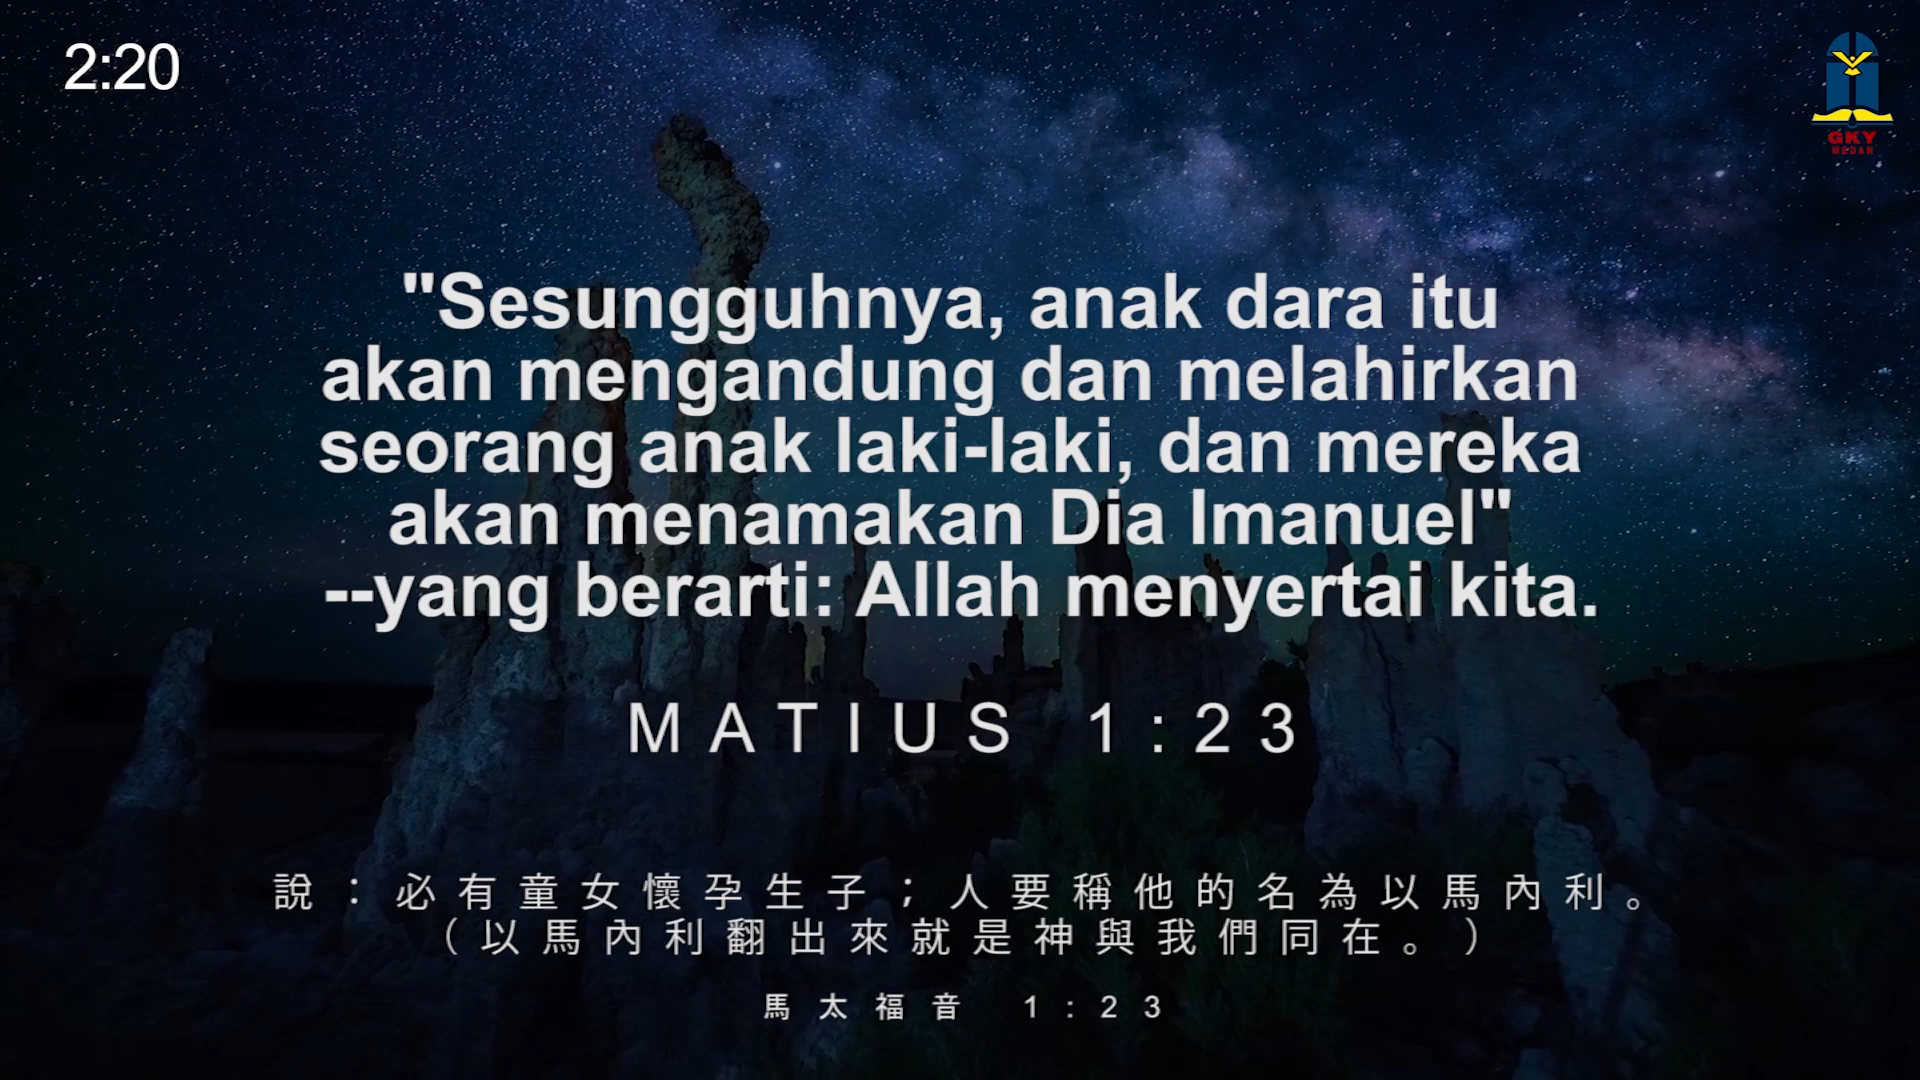 2:20
GKY
MEDAN
"Sesungguhnya, anak dara itu
akan mengandung dan melahirkan
seorang anak laki-laki, dan mereka
akan menamakan Dia Imanuel"
--yang berarti: Allah menyertai kita.
MATIUS 1:23
說：必有童女懷孕生子；人要稱他的名為以馬內利。
（以馬內利翻出來就是神與我們同在。）
馬太福音 1:23